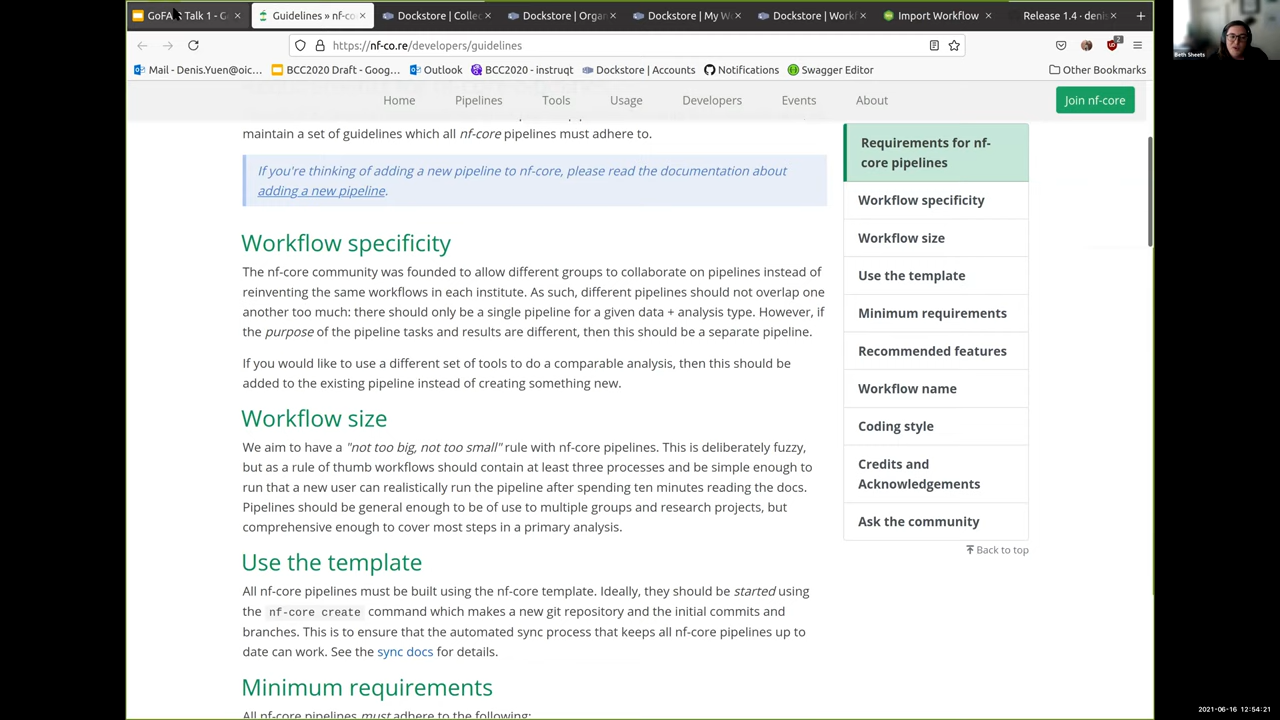 GoFA Talk 1 - G
Guidelines » nf-co
Dockstore | Collec
Dockstore | Organ
Dockstore | My W
Dockstore | Workf
Import Workflow
Release 1.4 · denis
https://nf-co.re/developers/guidelines
Mail - Denis.Yuen@oic...
BCC2020 Draft - Goog...
Outlook
BCC2020 - instruqt
Dockstore | Accounts
Notifications
Swagger Editor
Other Bookmarks
Home
Pipelines
Tools
Usage
Developers
Events
About
Join nf-core
maintain a set of guidelines which all nf-core pipelines must adhere to.
If you're thinking of adding a new pipeline to nf-core, please read the documentation about
adding a new pipeline.
Workflow specificity
The nf-core community was founded to allow different groups to collaborate on pipelines instead of
reinventing the same workflows in each institute. As such, different pipelines should not overlap one
another too much: there should only be a single pipeline for a given data + analysis type. However, if
the purpose of the pipeline tasks and results are different, then this should be a separate pipeline.
If you would like to use a different set of tools to do a comparable analysis, then this should be
added to the existing pipeline instead of creating something new.
Workflow size
We aim to have a "not too big, not too small" rule with nf-core pipelines. This is deliberately fuzzy,
but as a rule of thumb workflows should contain at least three processes and be simple enough to
run that a new user can realistically run the pipeline after spending ten minutes reading the docs.
Pipelines should be general enough to be of use to multiple groups and research projects, but
comprehensive enough to cover most steps in a primary analysis.
Use the template
All nf-core pipelines must be built using the nf-core template. Ideally, they should be started using
the nf-core create command which makes a new git repository and the initial commits and
branches. This is to ensure that the automated sync process that keeps all nf-core pipelines up to
date can work. See the sync docs for details.
Minimum requirements
All nf-core pipelines must adhere to the following:
Requirements for nf-
core pipelines
Workflow specificity
Workflow size
Use the template
Minimum requirements
Recommended features
Workflow name
Coding style
Credits and
Acknowledgements
Ask the community
Back to top
Beth Sheets
2021-06-16 12:54:21